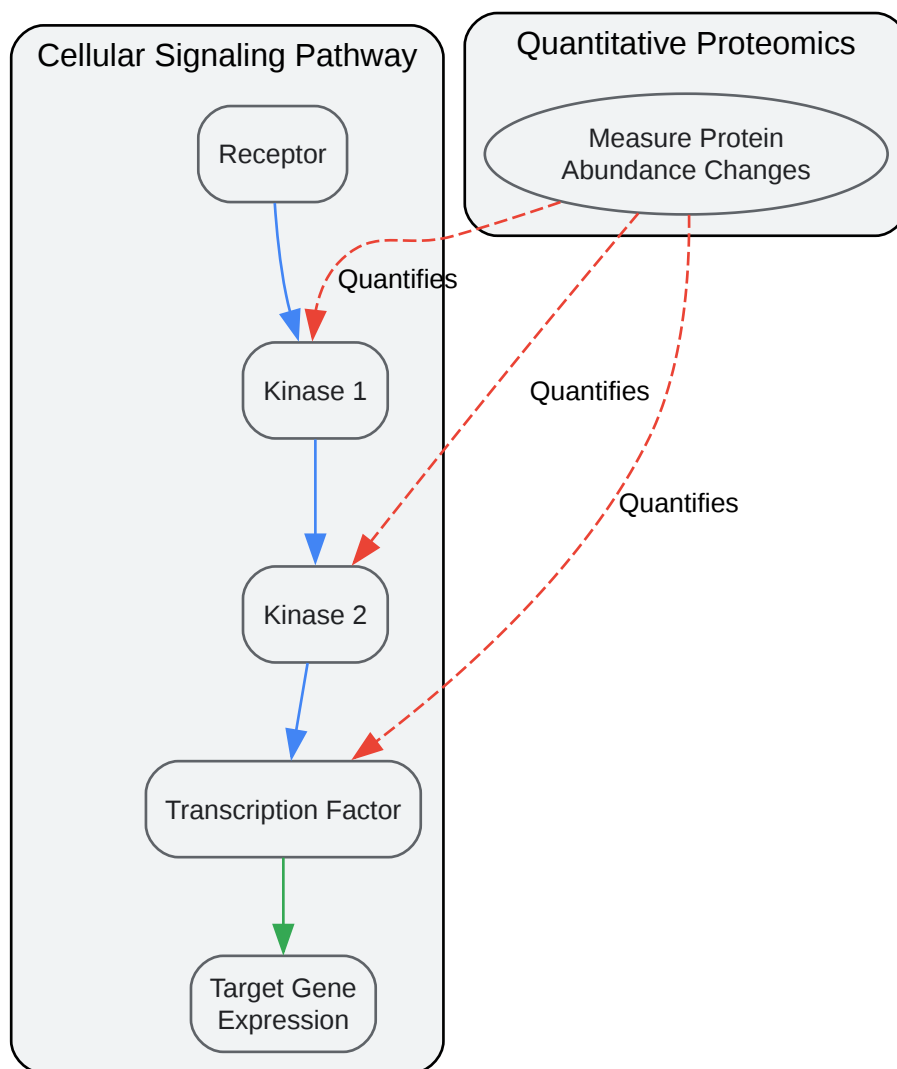 Cellular Signaling Pathway
Receptor
Kinase 1
Kinase 2
Transcription Factor
Target Gene
Expression
Quantitative Proteomics
Measure Protein
Abundance Changes
Quantifies
Quantifies
Quantifies